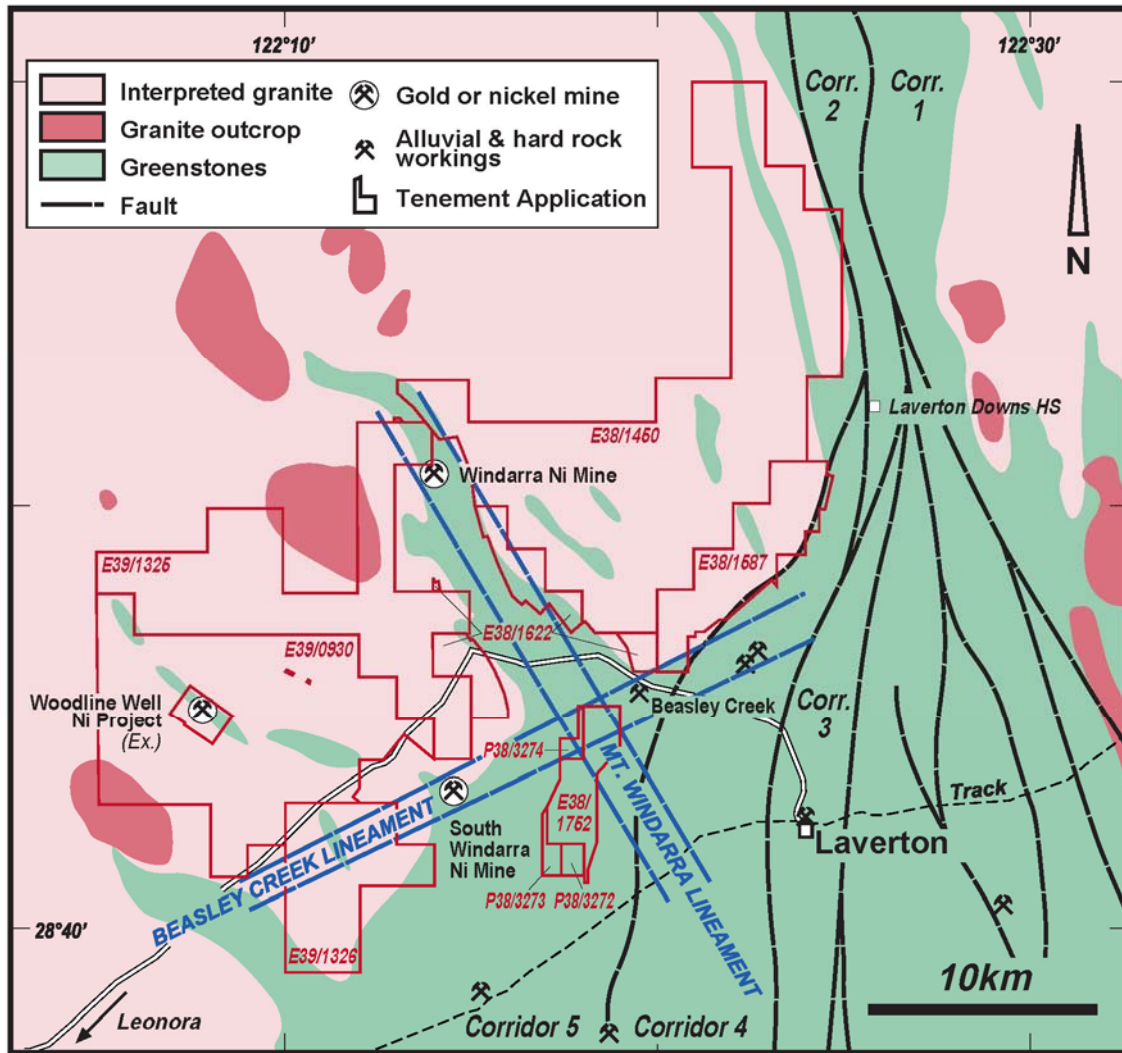 122°10'
122°30'
Interpreted granite
Granite outcrop
Greenstones
Fault
Gold or nickel mine
Alluvial & hard rock
workings
Tenement Application
Corr.
2
Corr.
1
N
Laverton Downs HS
E38/1450
Windarra Ni Mine
E39/1325
E38/1587
E38/1622
E39/0930
Woodline Well
Ni Project
(Ex.)
Beasley Creek
Corr.
3
P38/3274
MT. WINDARRA LINEAMENT
E38/
1752
Track
South
Windarra
Ni Mine
Laverton
BEASLEY CREEK LINEAMENT
P38/3273
P38/3272
28°40'
E39/1326
10km
Leonora
Corridor 5
Corridor 4